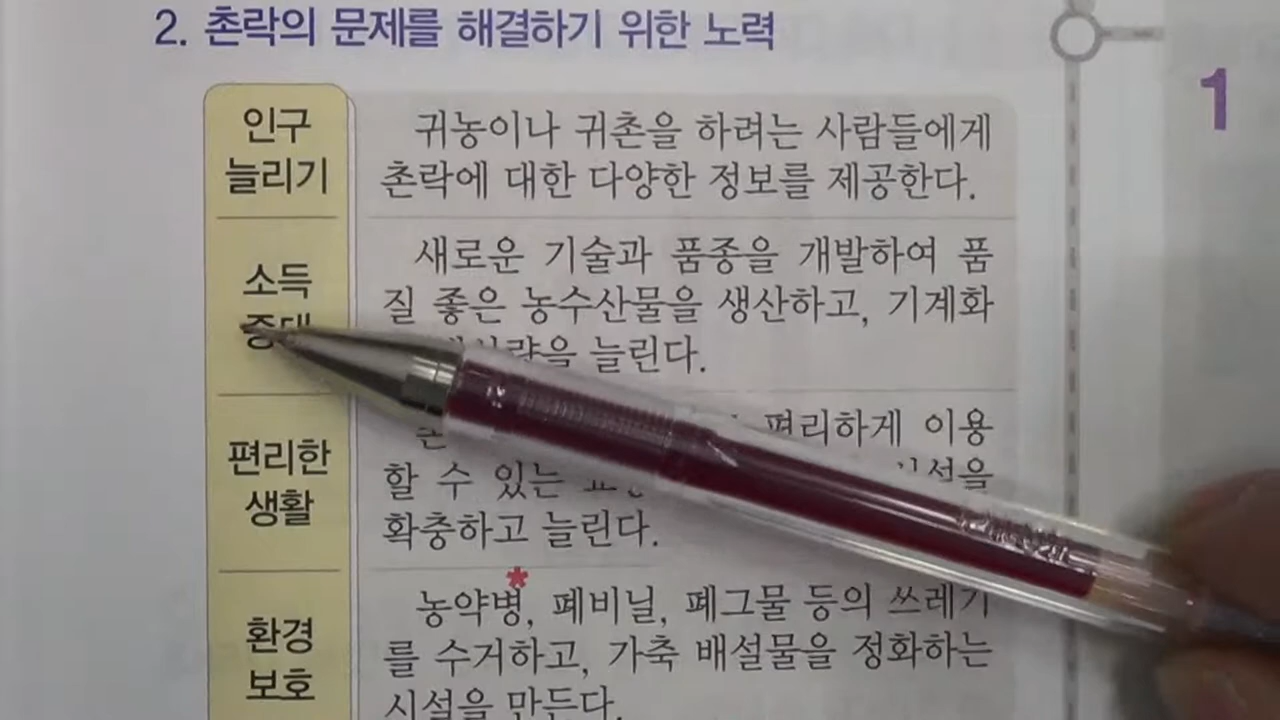 2. 촌락의 문제를 해결하기 위한 노력
1
인구
늘리기
귀농이나 귀촌을 하려는 사람들에게
촌락에 대한 다양한 정보를 제공한다.
소득
증대
새로운 기술과 품종을 개발하여 품
질 좋은 농수산물을 생산하고, 기계화
늘린다.
편리한
생활
편리하게 이용
할 수 있는
확충하고 늘린다.
환경
보호
*
농약병, 폐비닐, 폐그물 등의 쓰레기
를 수거하고, 가축 배설물을 정화하는
시설을 만든다.